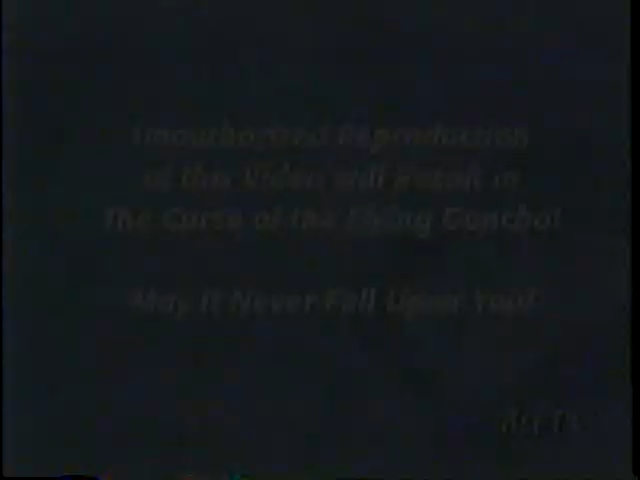 Unauthorized Reproduction
of this Video will Result in
The Curse of the Flying Gaucho!
May It Never Fall Upon You!